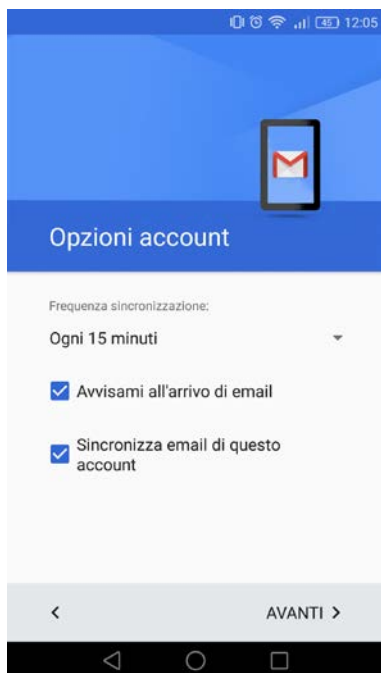 45 12:05
Opzioni account
Frequenza sincronizzazione:
Ogni 15 minuti
Avvisami all'arrivo di email
Sincronizza email di questo
account
AVANTI